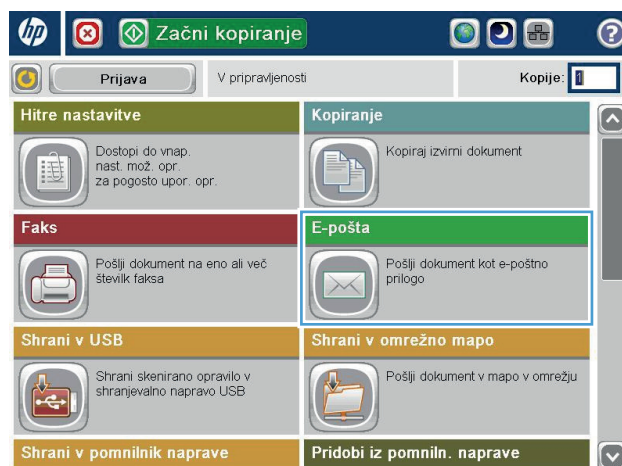 hp
Začni kopiranje
?
Prijava
V pripravljenosti
Kopije: 1
Hitre nastavitve
Dostopi do vnap.
nast. mož. opr.
za pogosto upor. opr.
Kopiranje
Kopiraj izvirni dokument
Faks
Pošlji dokument na
eno ali več
številk faksa
E-pošta
Pošlji dokument kot e-poštno
prilogo
Shrani v USB
Shrani skenirano opravilo v
shranjevalno napravo USB
Shrani v omrežno mapo
Pošlji dokument v mapo v omrežju
Shrani v pomnilnik naprave
Pridobi iz pomniln. naprave